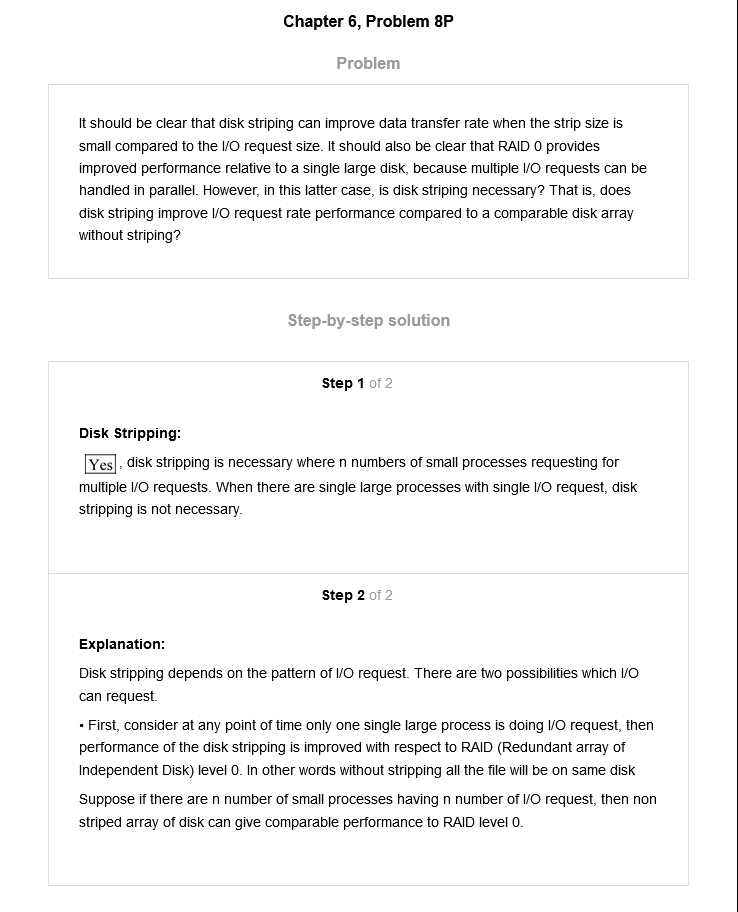 Chapter 6, Problem 8P
Problem
It should be clear that disk striping can improve data transfer rate when the strip size is
small compared to the I/O request size. It should also be clear that RAID 0 provides
improved performance relative to a single large disk, because multiple I/O requests can be
handled in parallel. However, in this latter case, is disk striping necessary? That is, does
disk striping improve I/O request rate performance compared to a comparable disk array
without striping?
Step-by-step solution
Step 1 of 2
Disk Stripping:
Yes, disk stripping is necessary where n numbers of small processes requesting for
multiple I/O requests. When there are single large processes with single I/O request, disk
stripping is not necessary.
Step 2 of 2
Explanation:
Disk stripping depends on the pattern of I/O request. There are two possibilities which I/O
can request.
• First, consider at any point of time only one single large process is doing I/O request, then
performance of the disk stripping is improved with respect to RAID (Redundant array of
Independent Disk) level 0. In other words without stripping all the file will be on same disk
Suppose if there are n number of small processes having n number of I/O request, then non
striped array of disk can give comparable performance to RAID level 0.